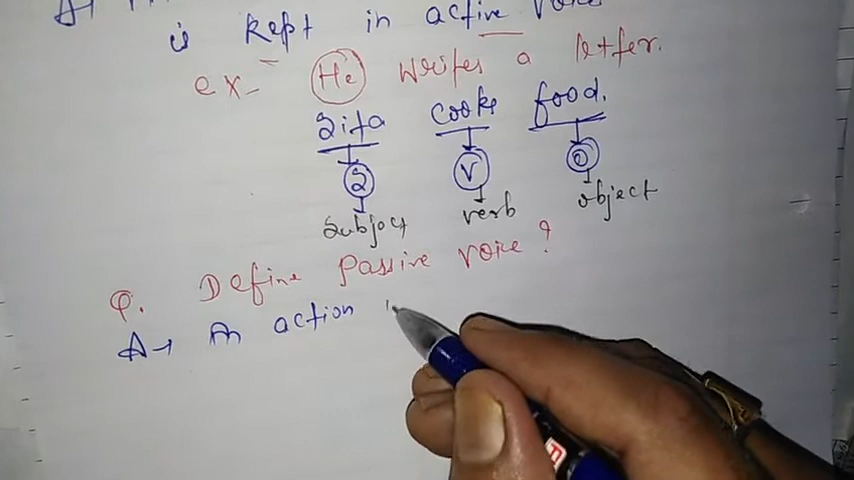 is kept in active voice
ex- He writes a letter.
Sita cooks food.
S V O
subject verb object
Q. Define passive voice?
A→ An action